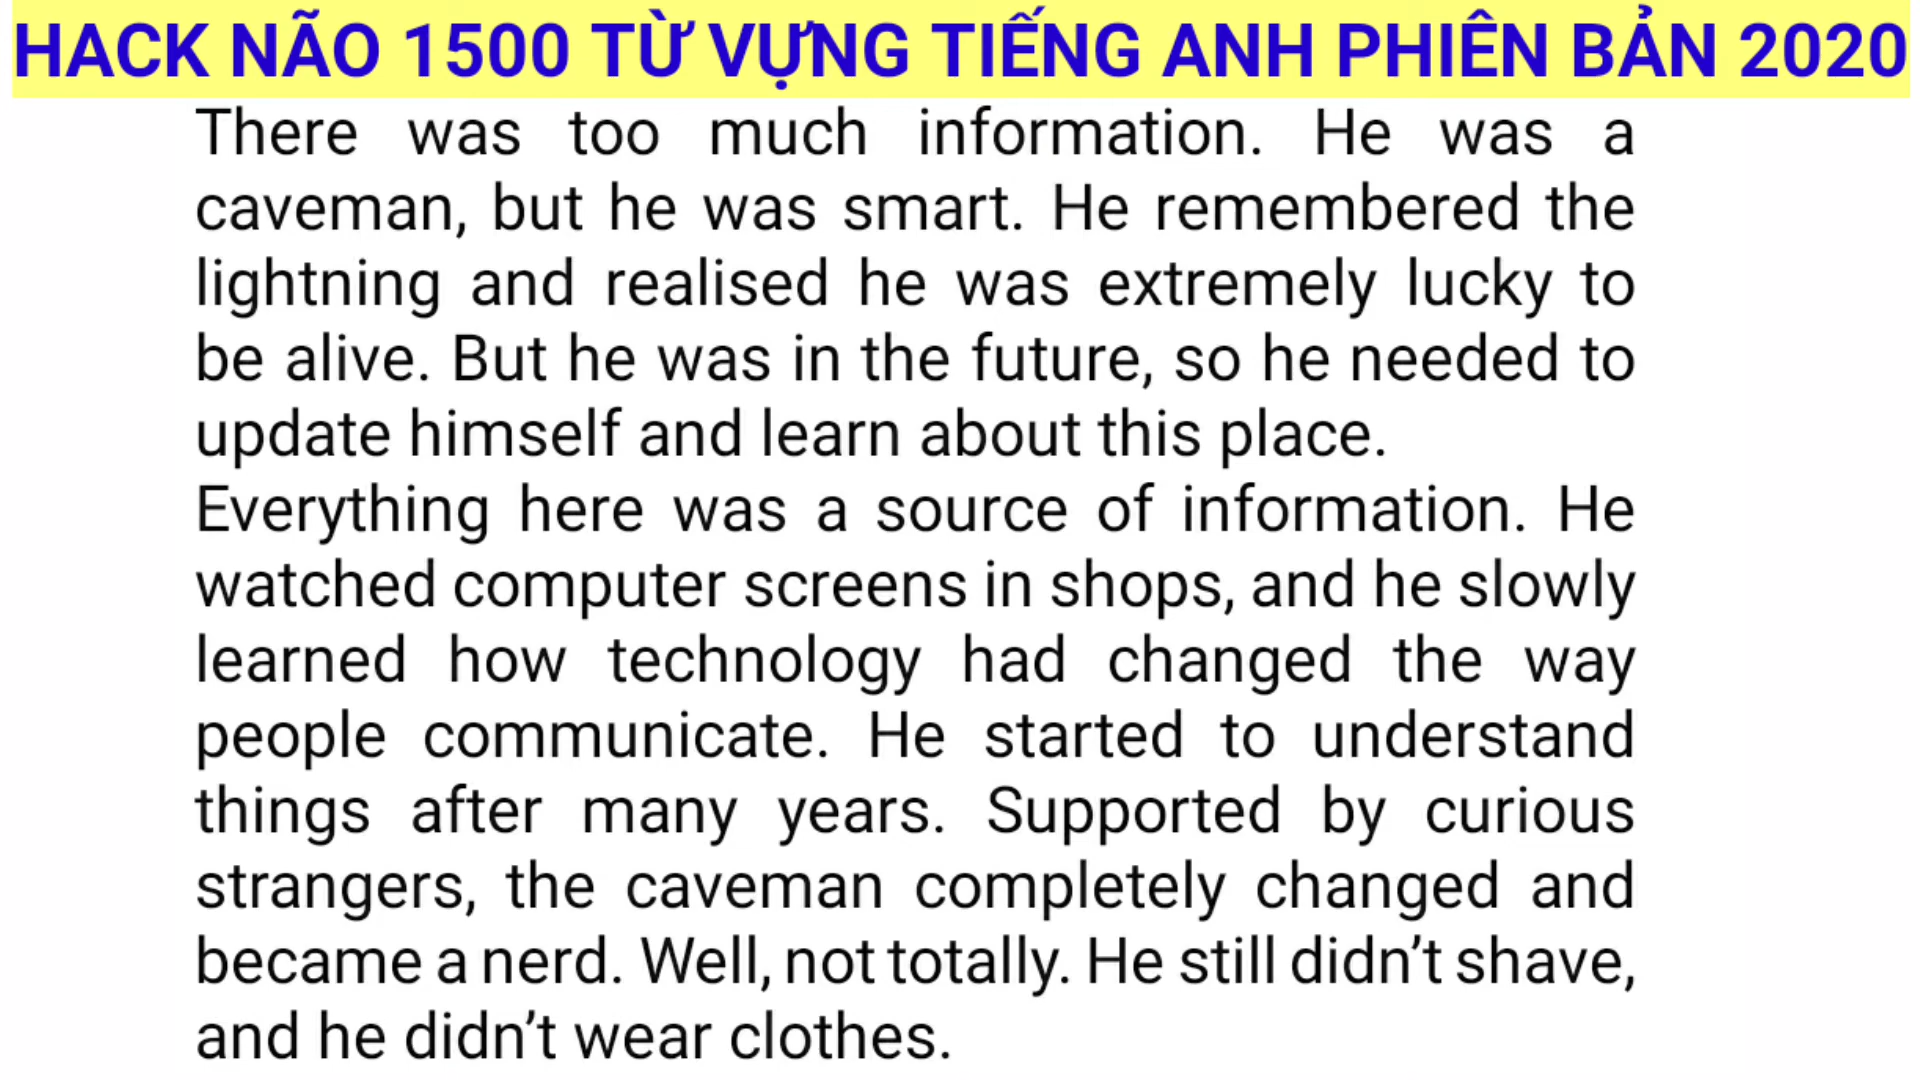 HACK NÃO 1500 TỪ VỰNG TIẾNG ANH PHIÊN BẢN 2020
There was too much information. He was a
caveman, but he was smart. He remembered the
lightning and realised he was extremely lucky to
be alive. But he was in the future, so he needed to
update himself and learn about this place.
Everything here was a source of information. He
watched computer screens in shops, and he slowly
learned how technology had changed the way
people communicate. He started to understand
things after many years. Supported by curious
strangers, the caveman completely changed and
became a nerd. Well, not totally. He still didn’t shave,
and he didn’t wear clothes.